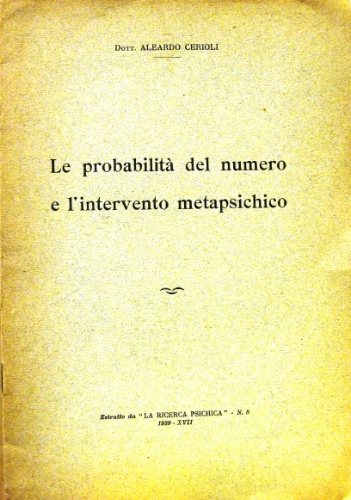 Dott. ALEARDO CERIOLI
Le probabilità del numero
e l'intervento metapsichico
Estratto da "LA RICERCA PSICHICA" - N. 8
1939 - XVII